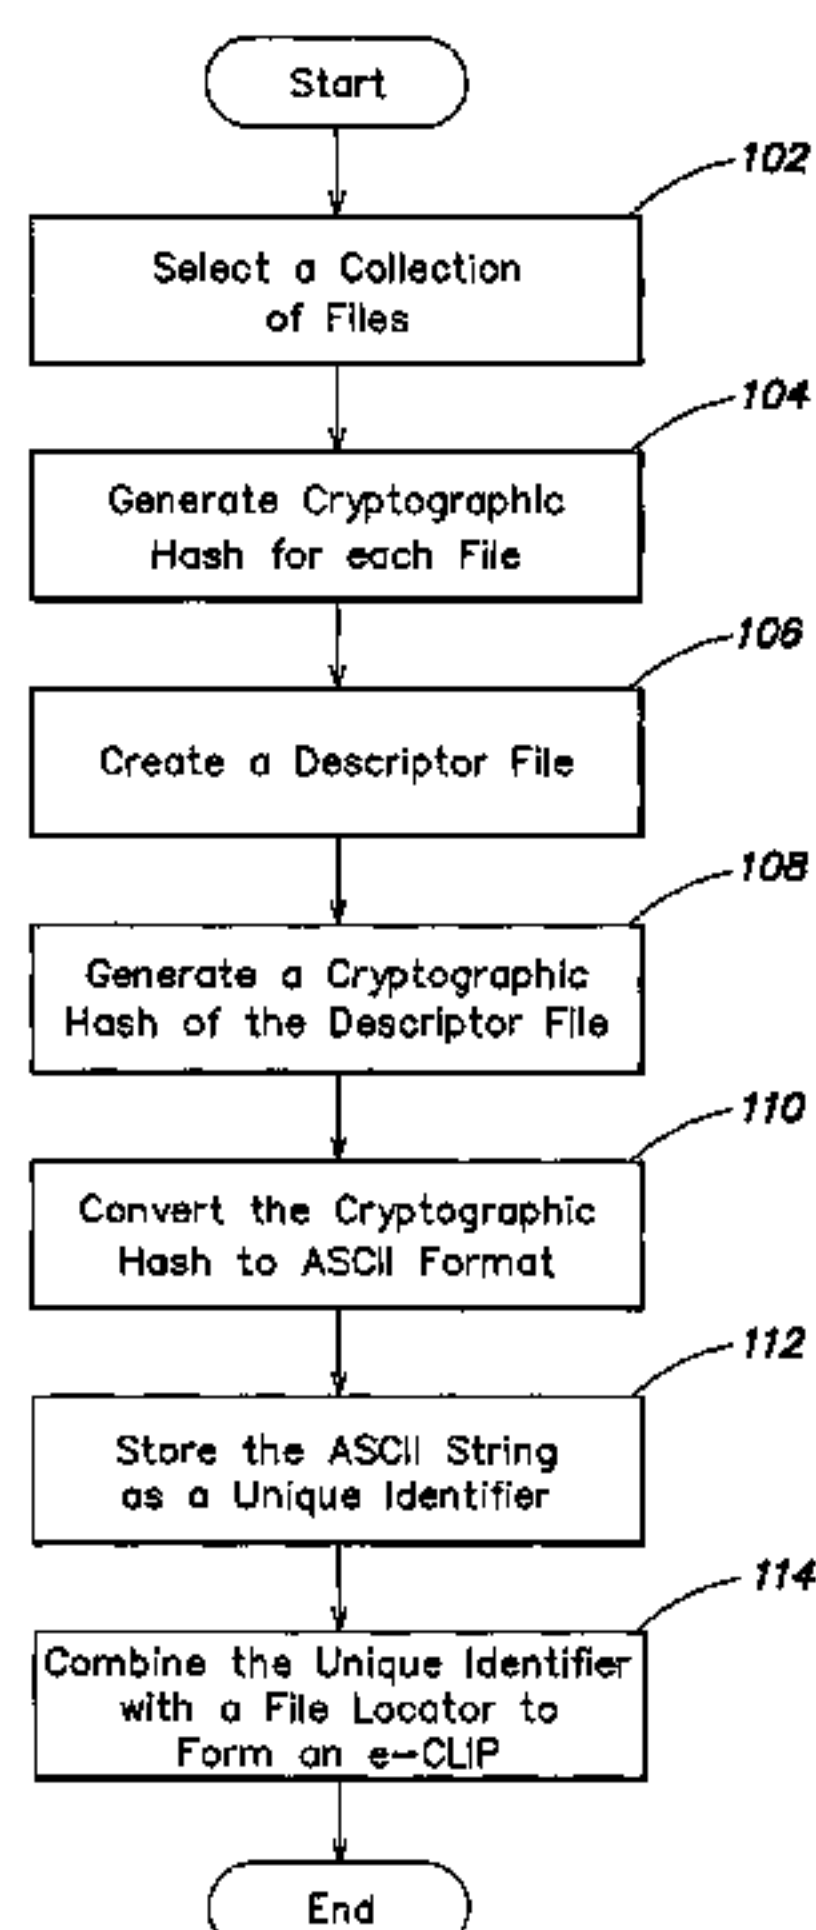 Start
102
Select a Collection
of Files
104
Generate Cryptographic
Hash for each File
106
Create a Descriptor File
108
Generate a Cryptographic
Hash of the Descriptor File
110
Convert the Cryptographic
Hash to ASCII Format
112
Store the ASCII String
as a Unique Identifier
114
Combine the Unique Identifier
with a File Locator to
Form an e-CLIP
End